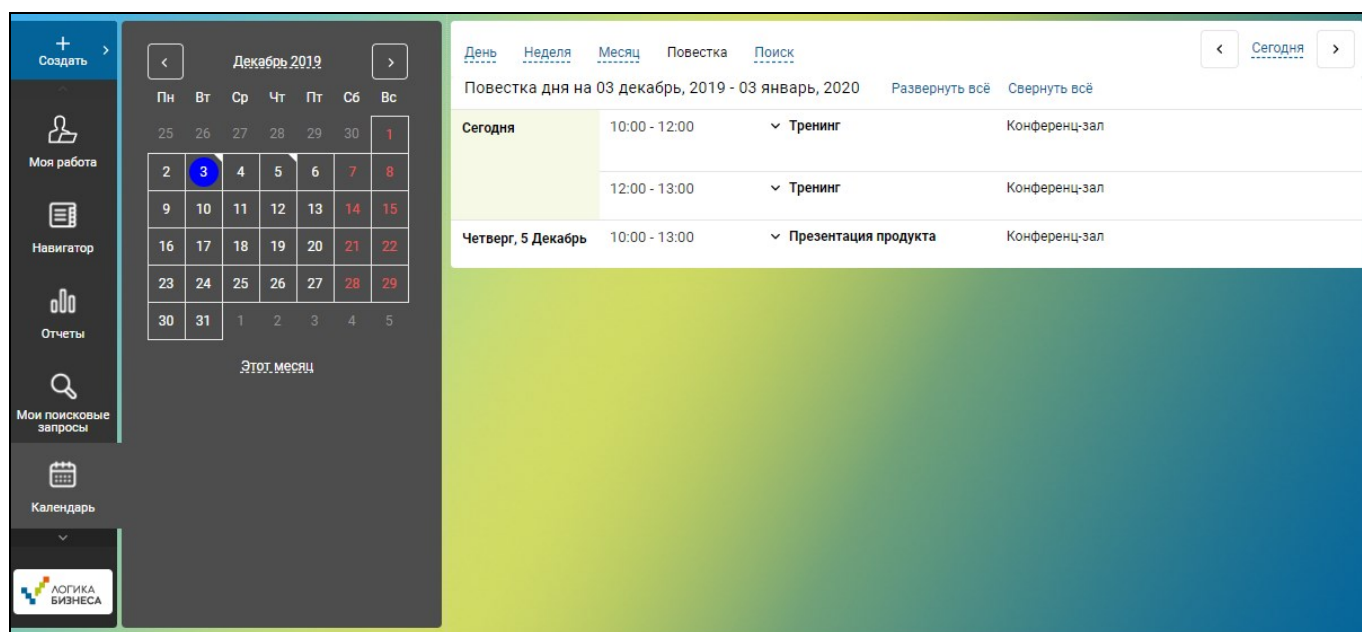 +
Создать
Моя работа
Навигатор
Отчеты
Мои поисковые
запросы
Календарь
ЛОГИКА
БИЗНЕСА
Декабрь 2019
Пн Вт Ср Чт Пт Сб Вс
25 26 27 28 29 30 1
2 3 4 5 6 7 8
9 10 11 12 13 14 15
16 17 18 19 20 21 22
23 24 25 26 27 28 29
30 31 1 2 3 4 5
Этот месяц
День Неделя Месяц Повестка Поиск Сегодня
Повестка дня на 03 декабрь, 2019 - 03 январь, 2020 Развернуть всё Свернуть всё
Сегодня 10:00 - 12:00 Тренинг Конференц-зал
12:00 - 13:00 Тренинг Конференц-зал
Четверг, 5 Декабрь 10:00 - 13:00 Презентация продукта Конференц-зал